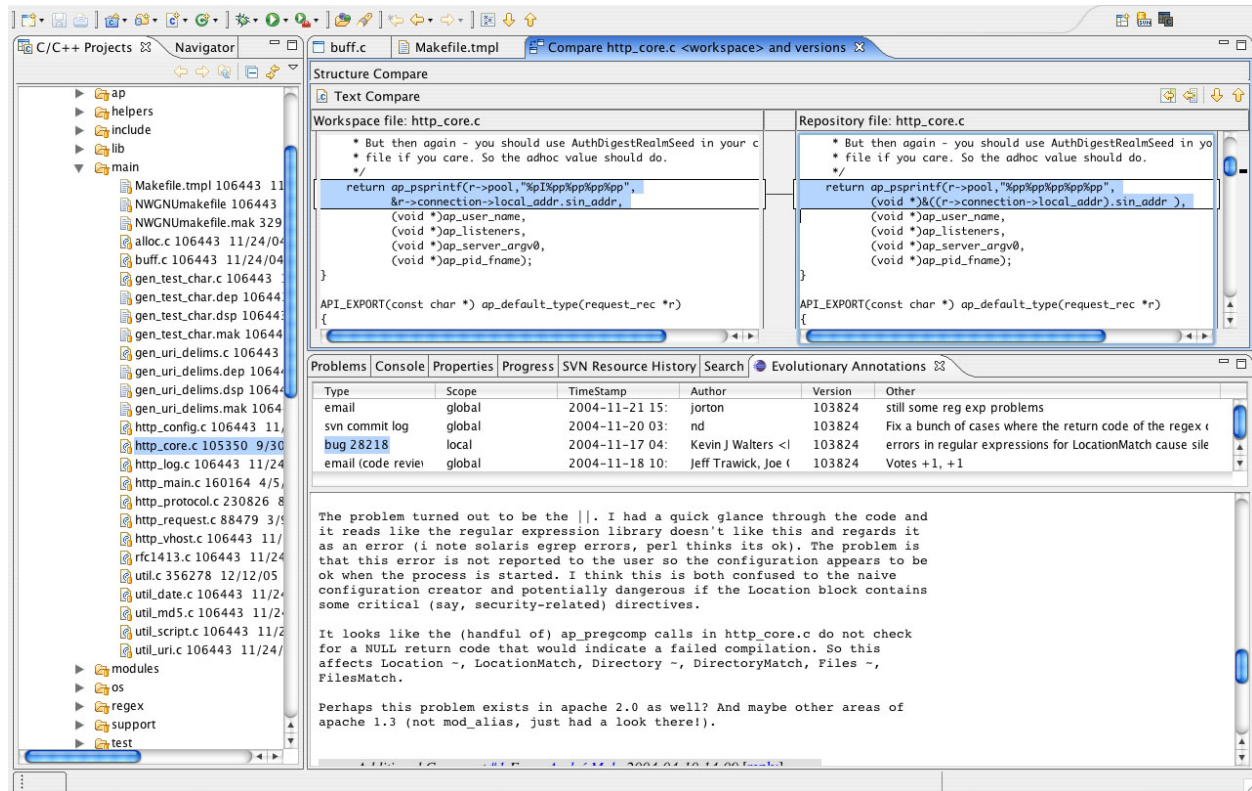 C/C++ Projects
Navigator
ap
helpers
include
lib
main
Makefile.tmpl 106443 11
NWGNUmakefile 106443
NWGNUmakefile.mak 329
alloc.c 106443 11/24/04
buff.c 106443 11/24/04
gen_test_char.c 106443
gen_test_char.dep 10644
gen_test_char.dsp 106443
gen_test_char.mak 10644
gen_uri_delims.c 106443
gen_uri_delims.dep 1064
gen_uri_delims.dsp 1064
gen_uri_delims.mak 1064
http_config.c 106443 11/
http_core.c 105350 9/30
http_log.c 106443 11/24
http_main.c 160164 4/5/
http_protocol.c 230826 8
http_request.c 88479 3/9
http_vhost.c 106443 11/
rfc1413.c 106443 11/24
util.c 356278 12/12/05
util_date.c 106443 11/2
util_md5.c 106443 11/2
util_script.c 106443 11/2
util_uri.c 106443 11/24/
modules
os
regex
support
test
buff.c
Makefile.tmpl
Compare http_core.c <workspace> and versions
Structure Compare
Text Compare
Workspace file: http_core.c
* But then again - you should use AuthDigestRealmSeed in your c
* file if you care. So the adhoc value should do.
*/
return ap_psprintf(r->pool,"%pI%pp%pp%pp%pp",
&r->connection->local_addr.sin_addr,
(void *)ap_user_name,
(void *)ap_listeners,
(void *)ap_server_argv0,
(void *)ap_pid_fname);
}
API_EXPORT(const char *) ap_default_type(request_rec *r)
{
Repository file: http_core.c
* But then again - you should use AuthDigestRealmSeed in yo
* file if you care. So the adhoc value should do.
*/
return ap_psprintf(r->pool,"%pp%pp%pp%pp%pp",
(void *)&((r->connection->local_addr).sin_addr ),
(void *)ap_user_name,
(void *)ap_listeners,
(void *)ap_server_argv0,
(void *)ap_pid_fname);
}
API_EXPORT(const char *) ap_default_type(request_rec *r)
{
Problems Console Properties Progress SVN Resource History Search Evolutionary Annotations
Type Scope TimeStamp Author Version Other
email global 2004-11-21 15: jorton 103824 still some reg exp problems
svn commit log global 2004-11-20 03: nd 103824 Fix a bunch of cases where the return code of the regex c
bug 28218 local 2004-11-17 04: Kevin J Walters <l 103824 errors in regular expressions for LocationMatch cause sile
email (code review global 2004-11-18 10: Jeff Trawick, Joe ( 103824 Votes +1, +1
The problem turned out to be the ||. I had a quick glance through the code and
it reads like the regular expression library doesn't like this and regards it
as an error (i note solaris egrep errors, perl thinks its ok). The problem is
that this error is not reported to the user so the configuration appears to be
ok when the process is started. I think this is both confused to the naive
configuration creator and potentially dangerous if the Location block contains
some critical (say, security-related) directives.
It looks like the (handful of) ap_pregcomp calls in http_core.c do not check
for a NULL return code that would indicate a failed compilation. So this
affects Location ~, LocationMatch, Directory ~, DirectoryMatch, Files ~,
FilesMatch.
Perhaps this problem exists in apache 2.0 as well? And maybe other areas of
apache 1.3 (not mod_alias, just had a look there!).